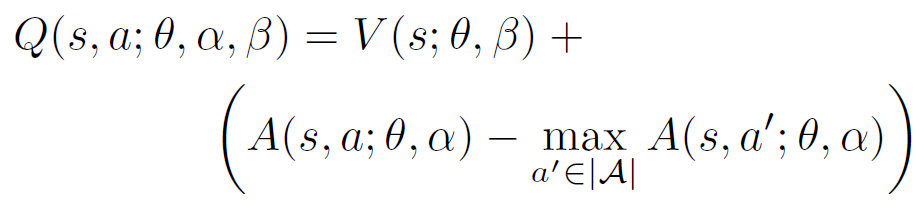 Q(s, a; θ, α, β) = V(s; θ, β) +
( A(s, a; θ, α) − max_{a′∈|𝒜|} A(s, a′; θ, α) )